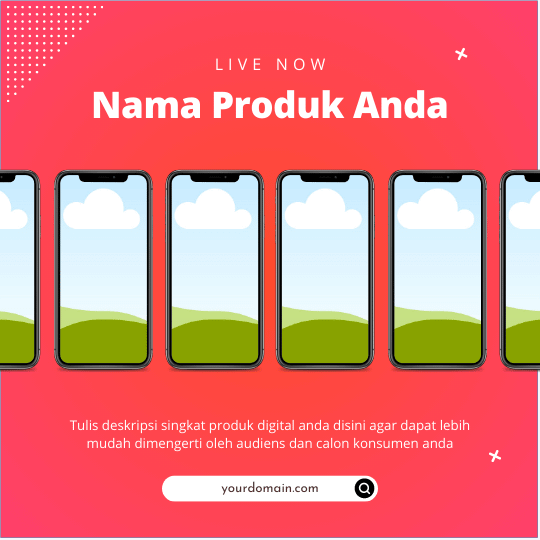 LIVE NOW
Nama Produk Anda
Tulis deskripsi singkat produk digital anda disini agar dapat lebih
mudah dimengerti oleh audiens dan calon konsumen anda
yourdomain.com